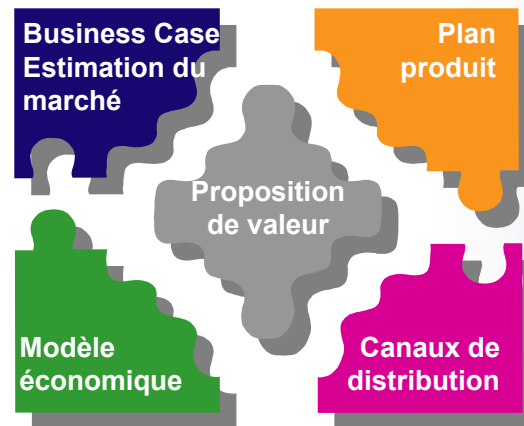 Business Case
Estimation du
marché
Plan
produit
Proposition
de valeur
Modèle
économique
Canaux de
distribution